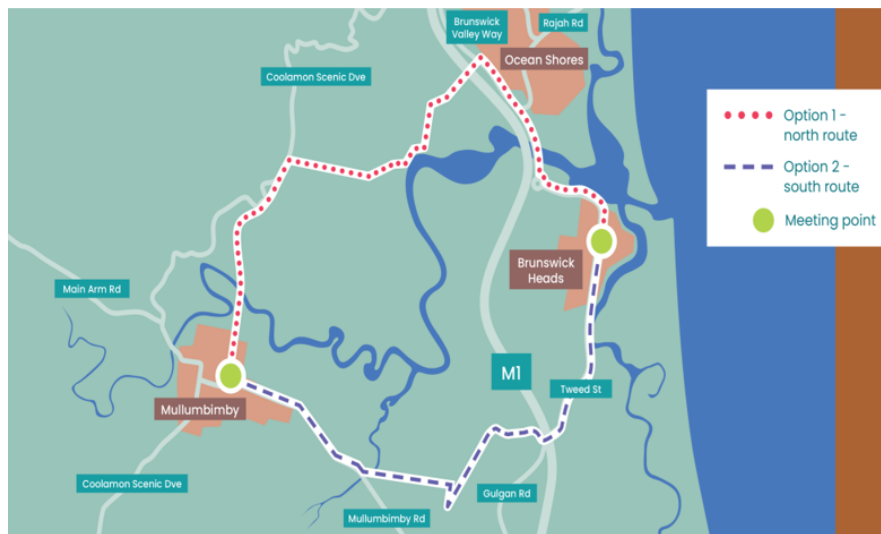 Brunswick
Valley Way
Rajah Rd
Ocean Shores
Coolamon Scenic Dve
Option 1 -
north route
Option 2 -
south route
Meeting point
Brunswick
Heads
Main Arm Rd
M1
Tweed St
Mullumbimby
Coolamon Scenic Dve
Gulgan Rd
Mullumbimby Rd